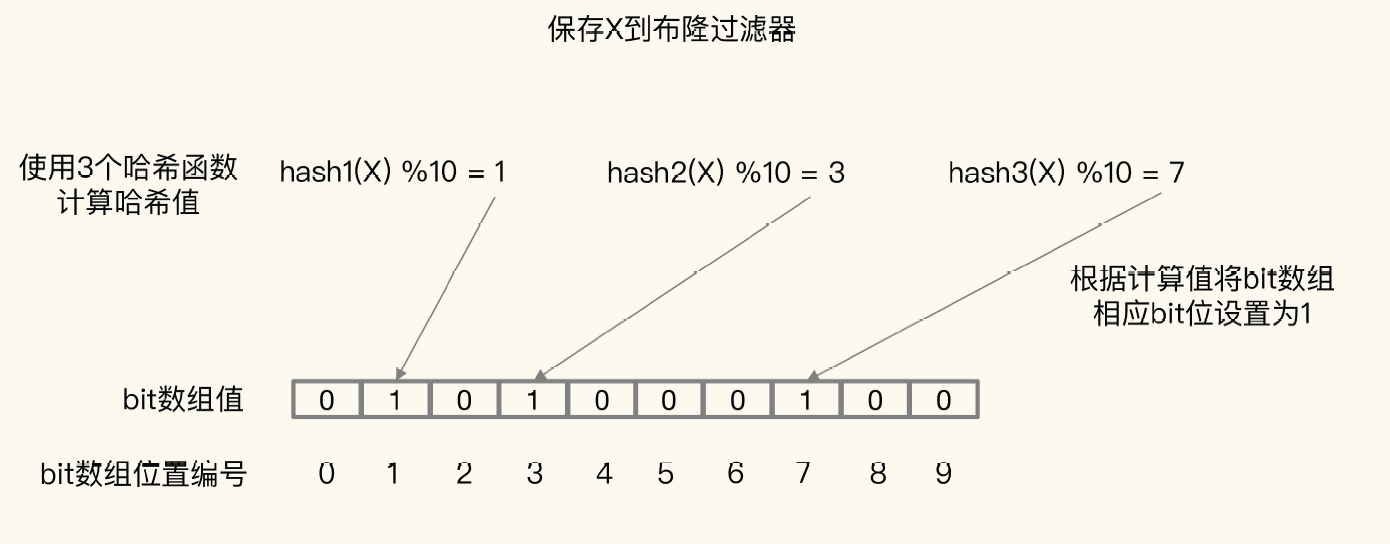 保存X到布隆过滤器
使用3个哈希函数
计算哈希值
hash1(X) %10 = 1
hash2(X) %10 = 3
hash3(X) %10 = 7
根据计算值将bit数组
相应bit位设置为1
bit数组值
0 1 0 1 0 0 0 1 0 0
bit数组位置编号
0 1 2 3 4 5 6 7 8 9